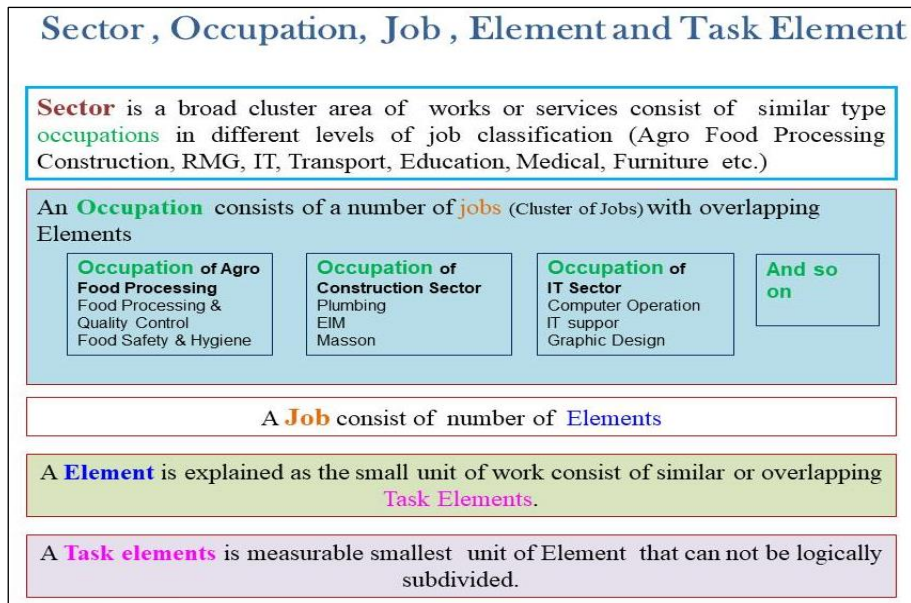 Sector , Occupation, Job , Element and Task Element
Sector is a broad cluster area of works or services consist of similar type
occupations in different levels of job classification (Agro Food Processing
Construction, RMG, IT, Transport, Education, Medical, Furniture etc.)
An Occupation consists of a number of jobs (Cluster of Jobs) with overlapping
Elements
Occupation of Agro
Food Processing
Food Processing &
Quality Control
Food Safety & Hygiene
Occupation of
Construction Sector
Plumbing
EIM
Masson
Occupation of
IT Sector
Computer Operation
IT suppor
Graphic Design
And so
on
A Job consist of number of Elements
A Element is explained as the small unit of work consist of similar or overlapping
Task Elements.
A Task elements is measurable smallest unit of Element that can not be logically
subdivided.